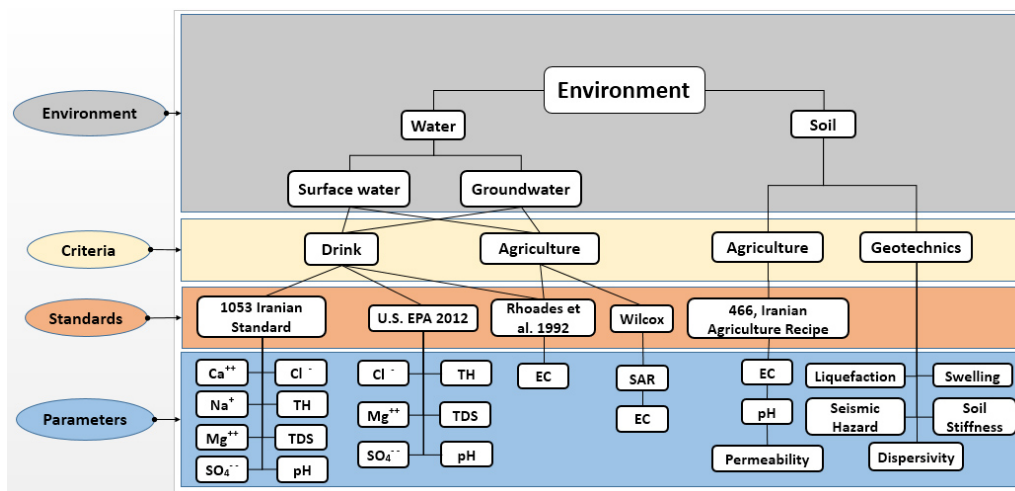 Environment
Environment
Water
Soil
Surface water
Groundwater
Criteria
Drink
Agriculture
Agriculture
Geotechnics
Standards
1053 Iranian
Standard
U.S. EPA 2012
Rhoades et
al. 1992
Wilcox
466, Iranian
Agriculture Recipe
Parameters
Ca⁺⁺
Cl ⁻
Na⁺
TH
Mg⁺⁺
TDS
SO₄⁻⁻
pH
Cl ⁻
TH
Mg⁺⁺
TDS
SO₄⁻⁻
pH
EC
SAR
EC
EC
pH
Permeability
Liquefaction
Swelling
Seismic
Hazard
Soil
Stiffness
Dispersivity